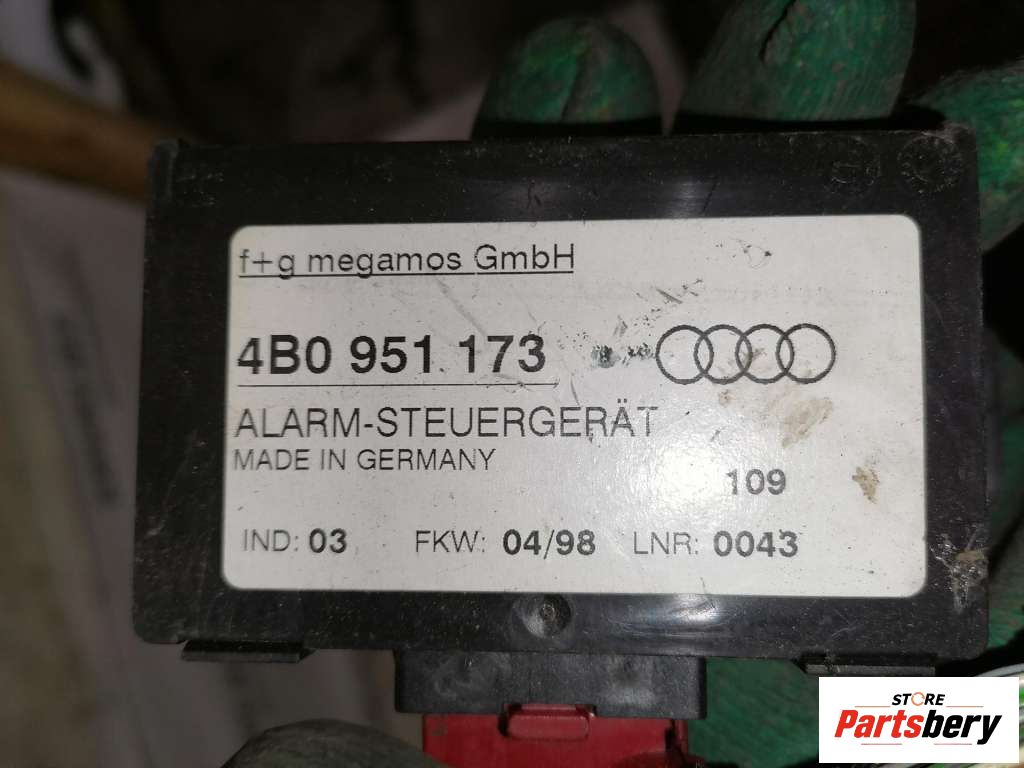 f+g megamos GmbH
4B0 951 173
ALARM-STEUERGERÄT
MADE IN GERMANY
109
IND: 03 FKW: 04/98 LNR: 0043
STORE
Partsbery